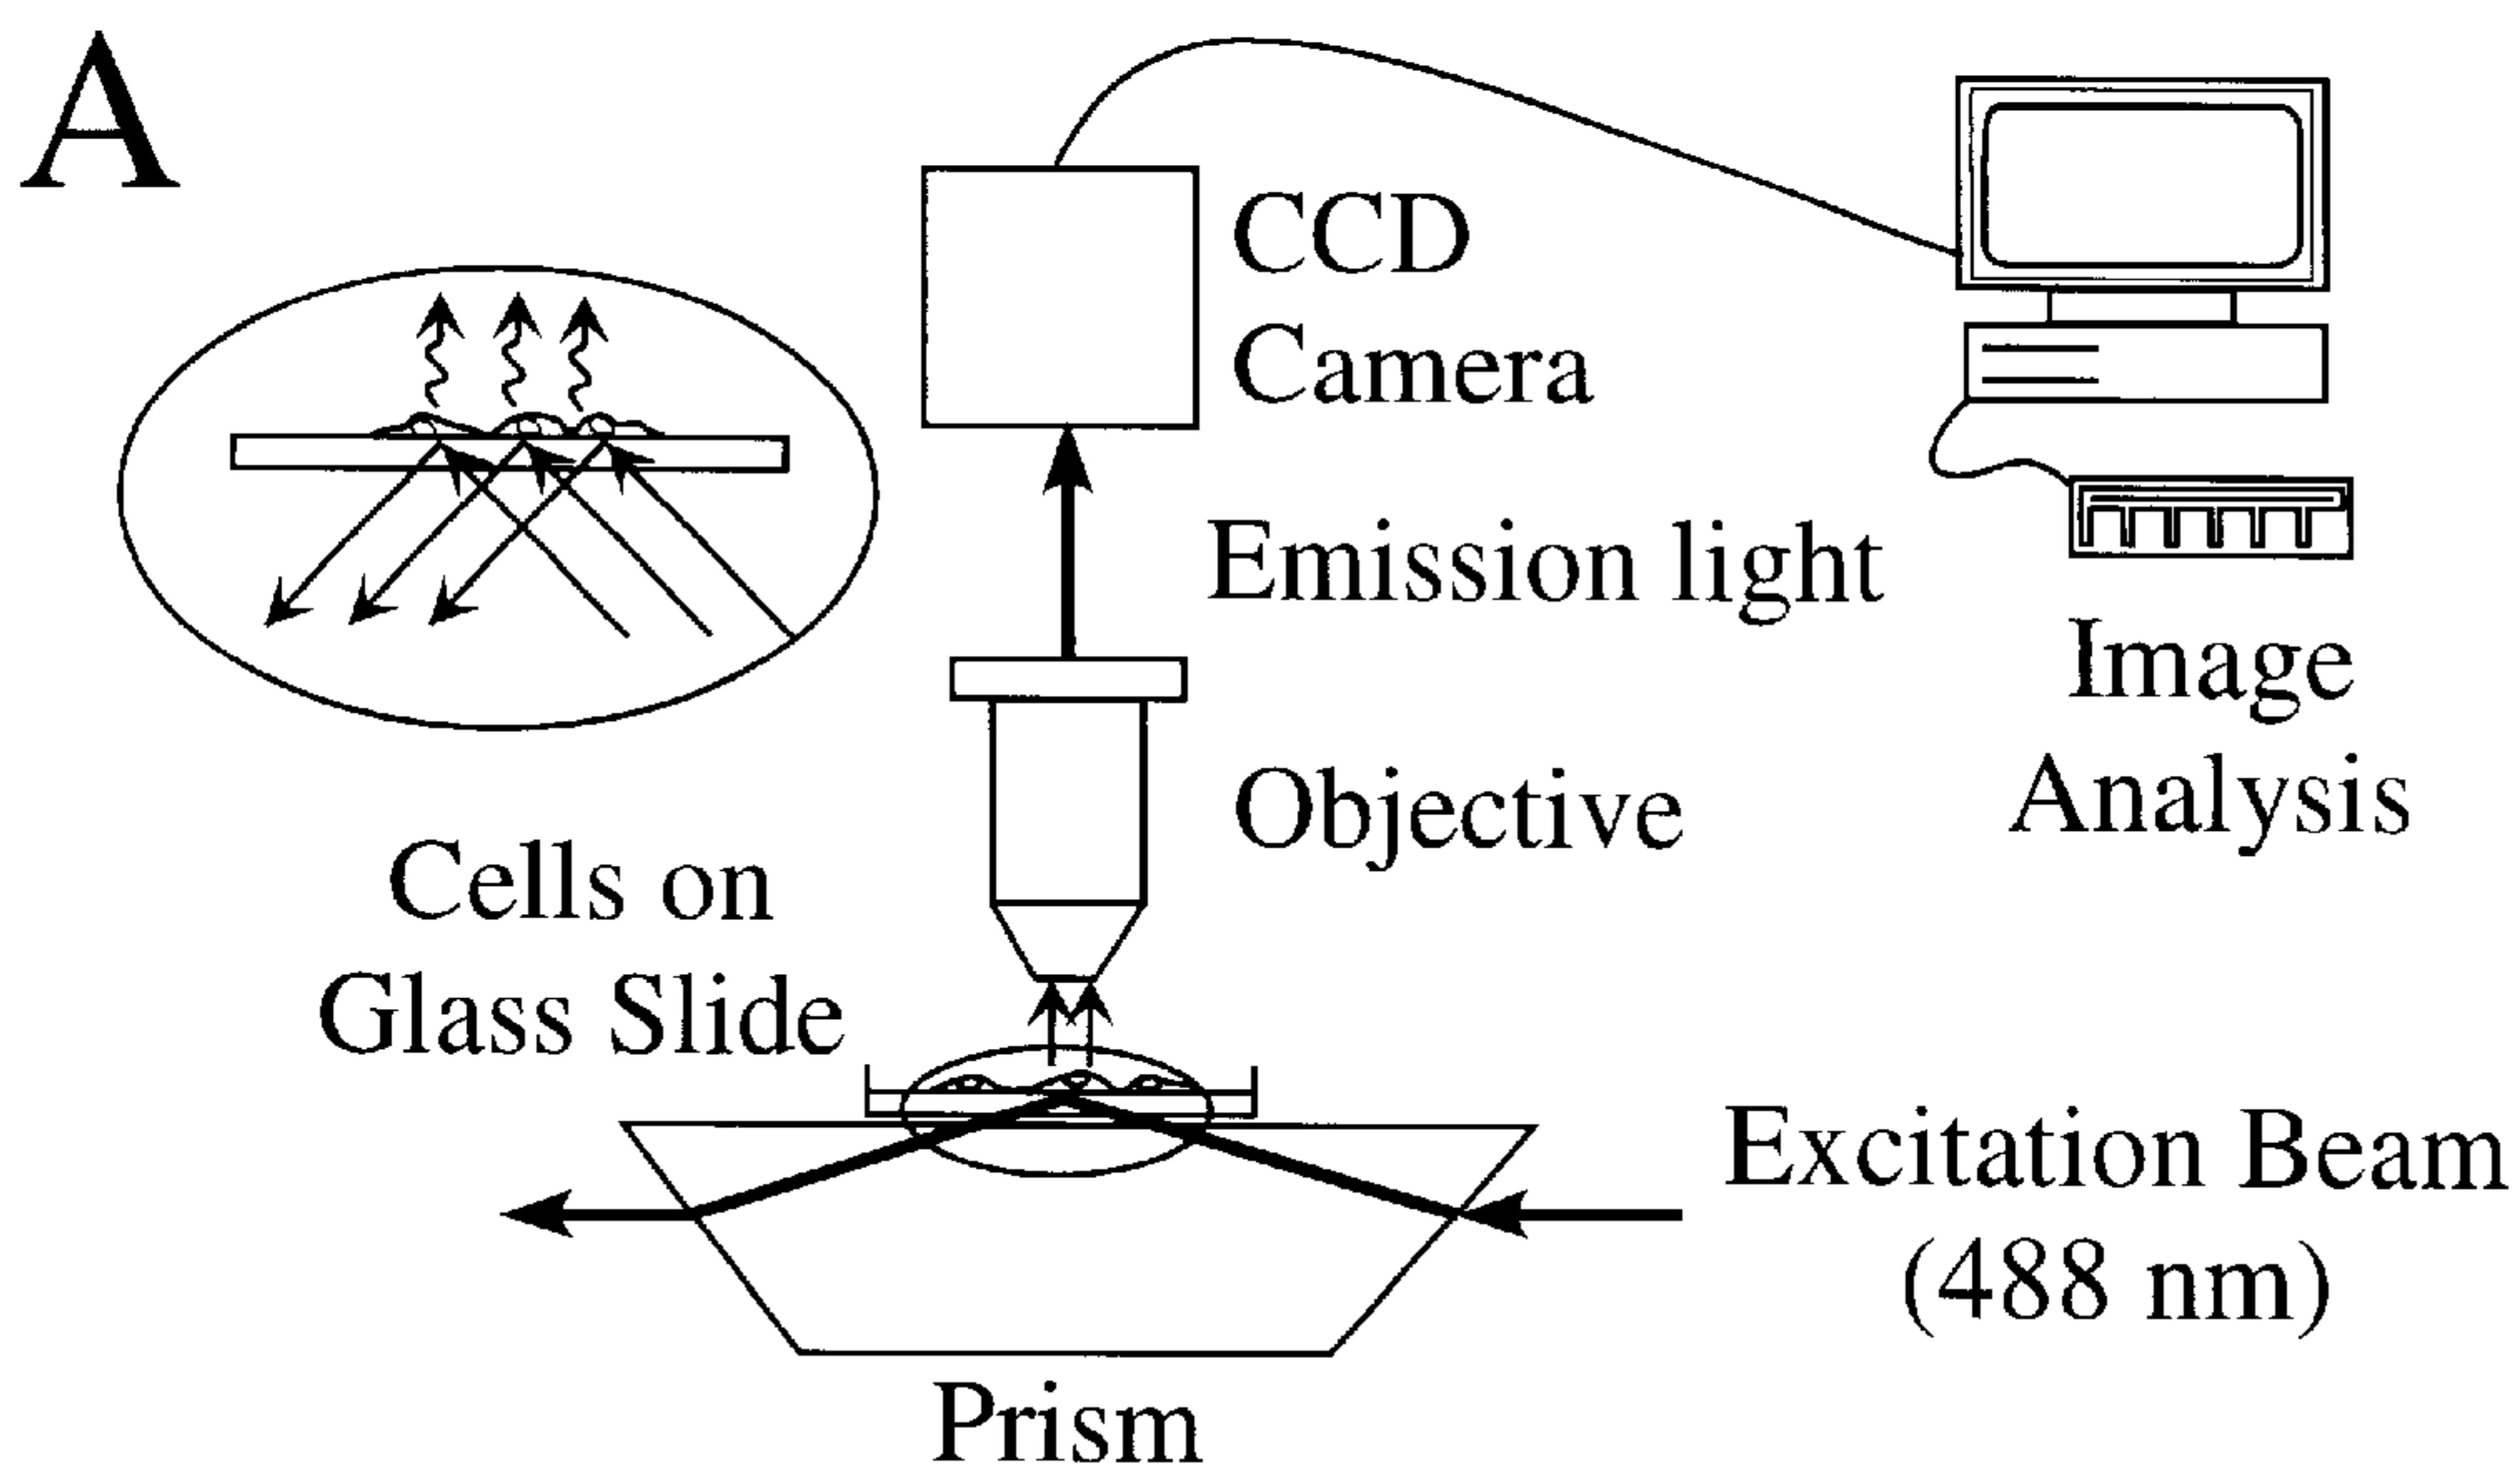 A
CCD
Camera
Emission light
Image
Analysis
Objective
Cells on
Glass Slide
Excitation Beam
(488 nm)
Prism